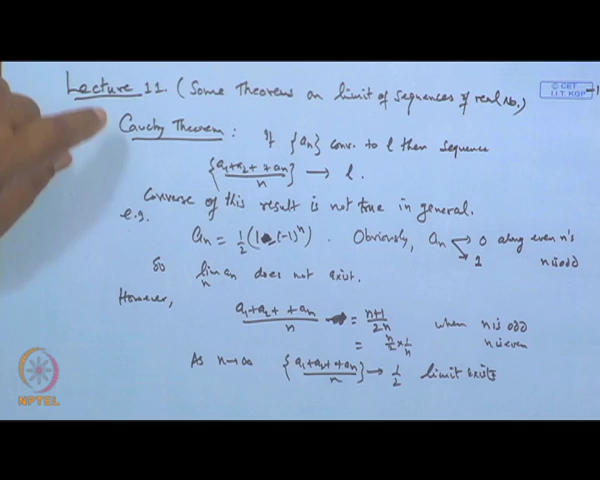 Lecture 11. (Some Theorems on limit of sequences of real No.)
© CET
I.I.T. KGP
Cauchy Theorem : If {an} conv. to l then sequence
{a1+a2+ +an/n} → l.
Converse of this result is not true in general.
e.g. an = 1/2 (1-(-1)^n). Obviously, an → 0 along even n's
→ 1 n is odd
So lim an does not exist.
n
However, a1+a2+ +an/n = n+1/2n when n is odd
= n/2 × 1/n n is even
As n→∞ {a1+a2+ +an/n} → 1/2 limit exists
NPTEL